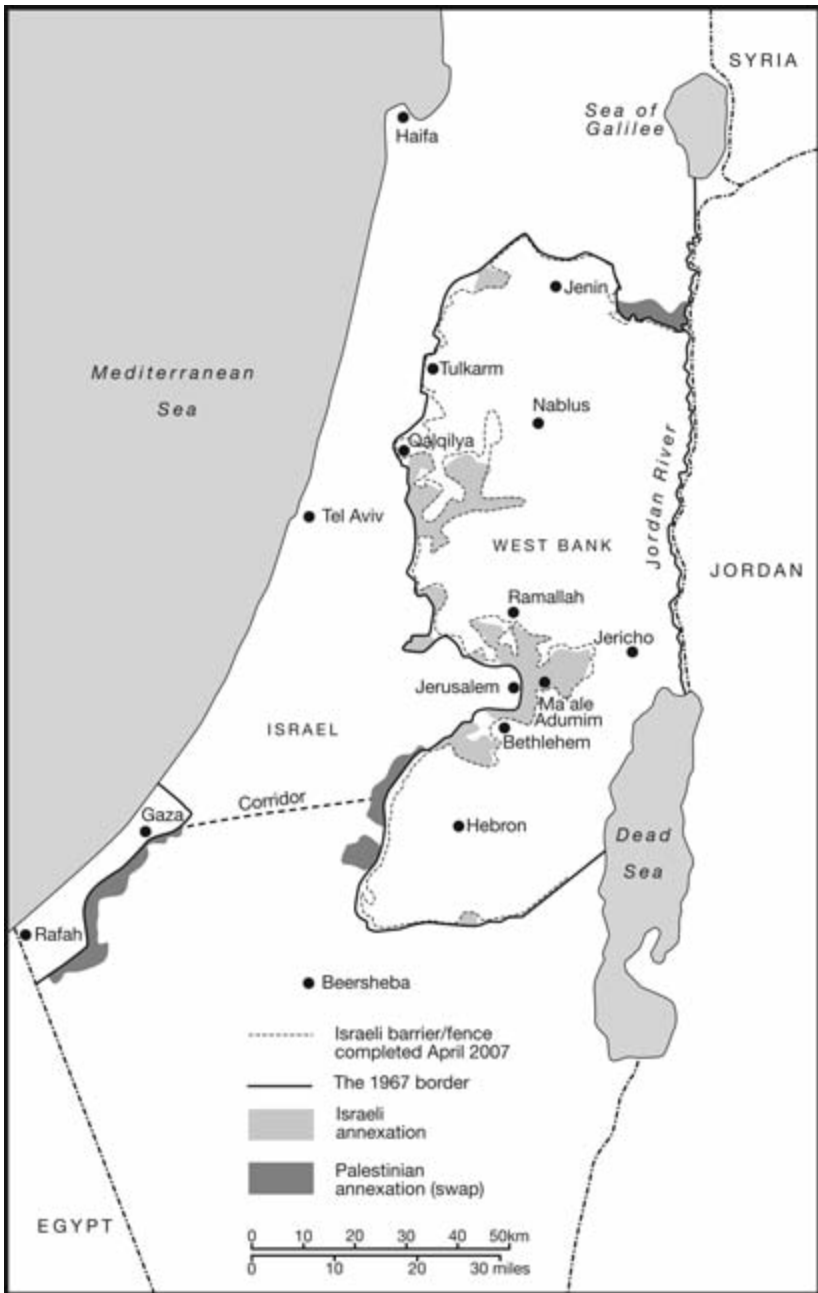 SYRIA
Sea of
Galilee
Haifa
Jenin
Mediterranean
Sea
Tulkarm
Nablus
Qalqilya
Jordan River
Tel Aviv
WEST BANK
JORDAN
Ramallah
Jericho
Jerusalem
Ma'ale
Adumim
ISRAEL
Bethlehem
Corridor
Gaza
Hebron
Dead
Sea
Rafah
Beersheba
Israeli barrier/fence
completed April 2007
The 1967 border
Israeli
annexation
Palestinian
annexation (swap)
EGYPT
0 10 20 30 40 50km
0 10 20 30 miles